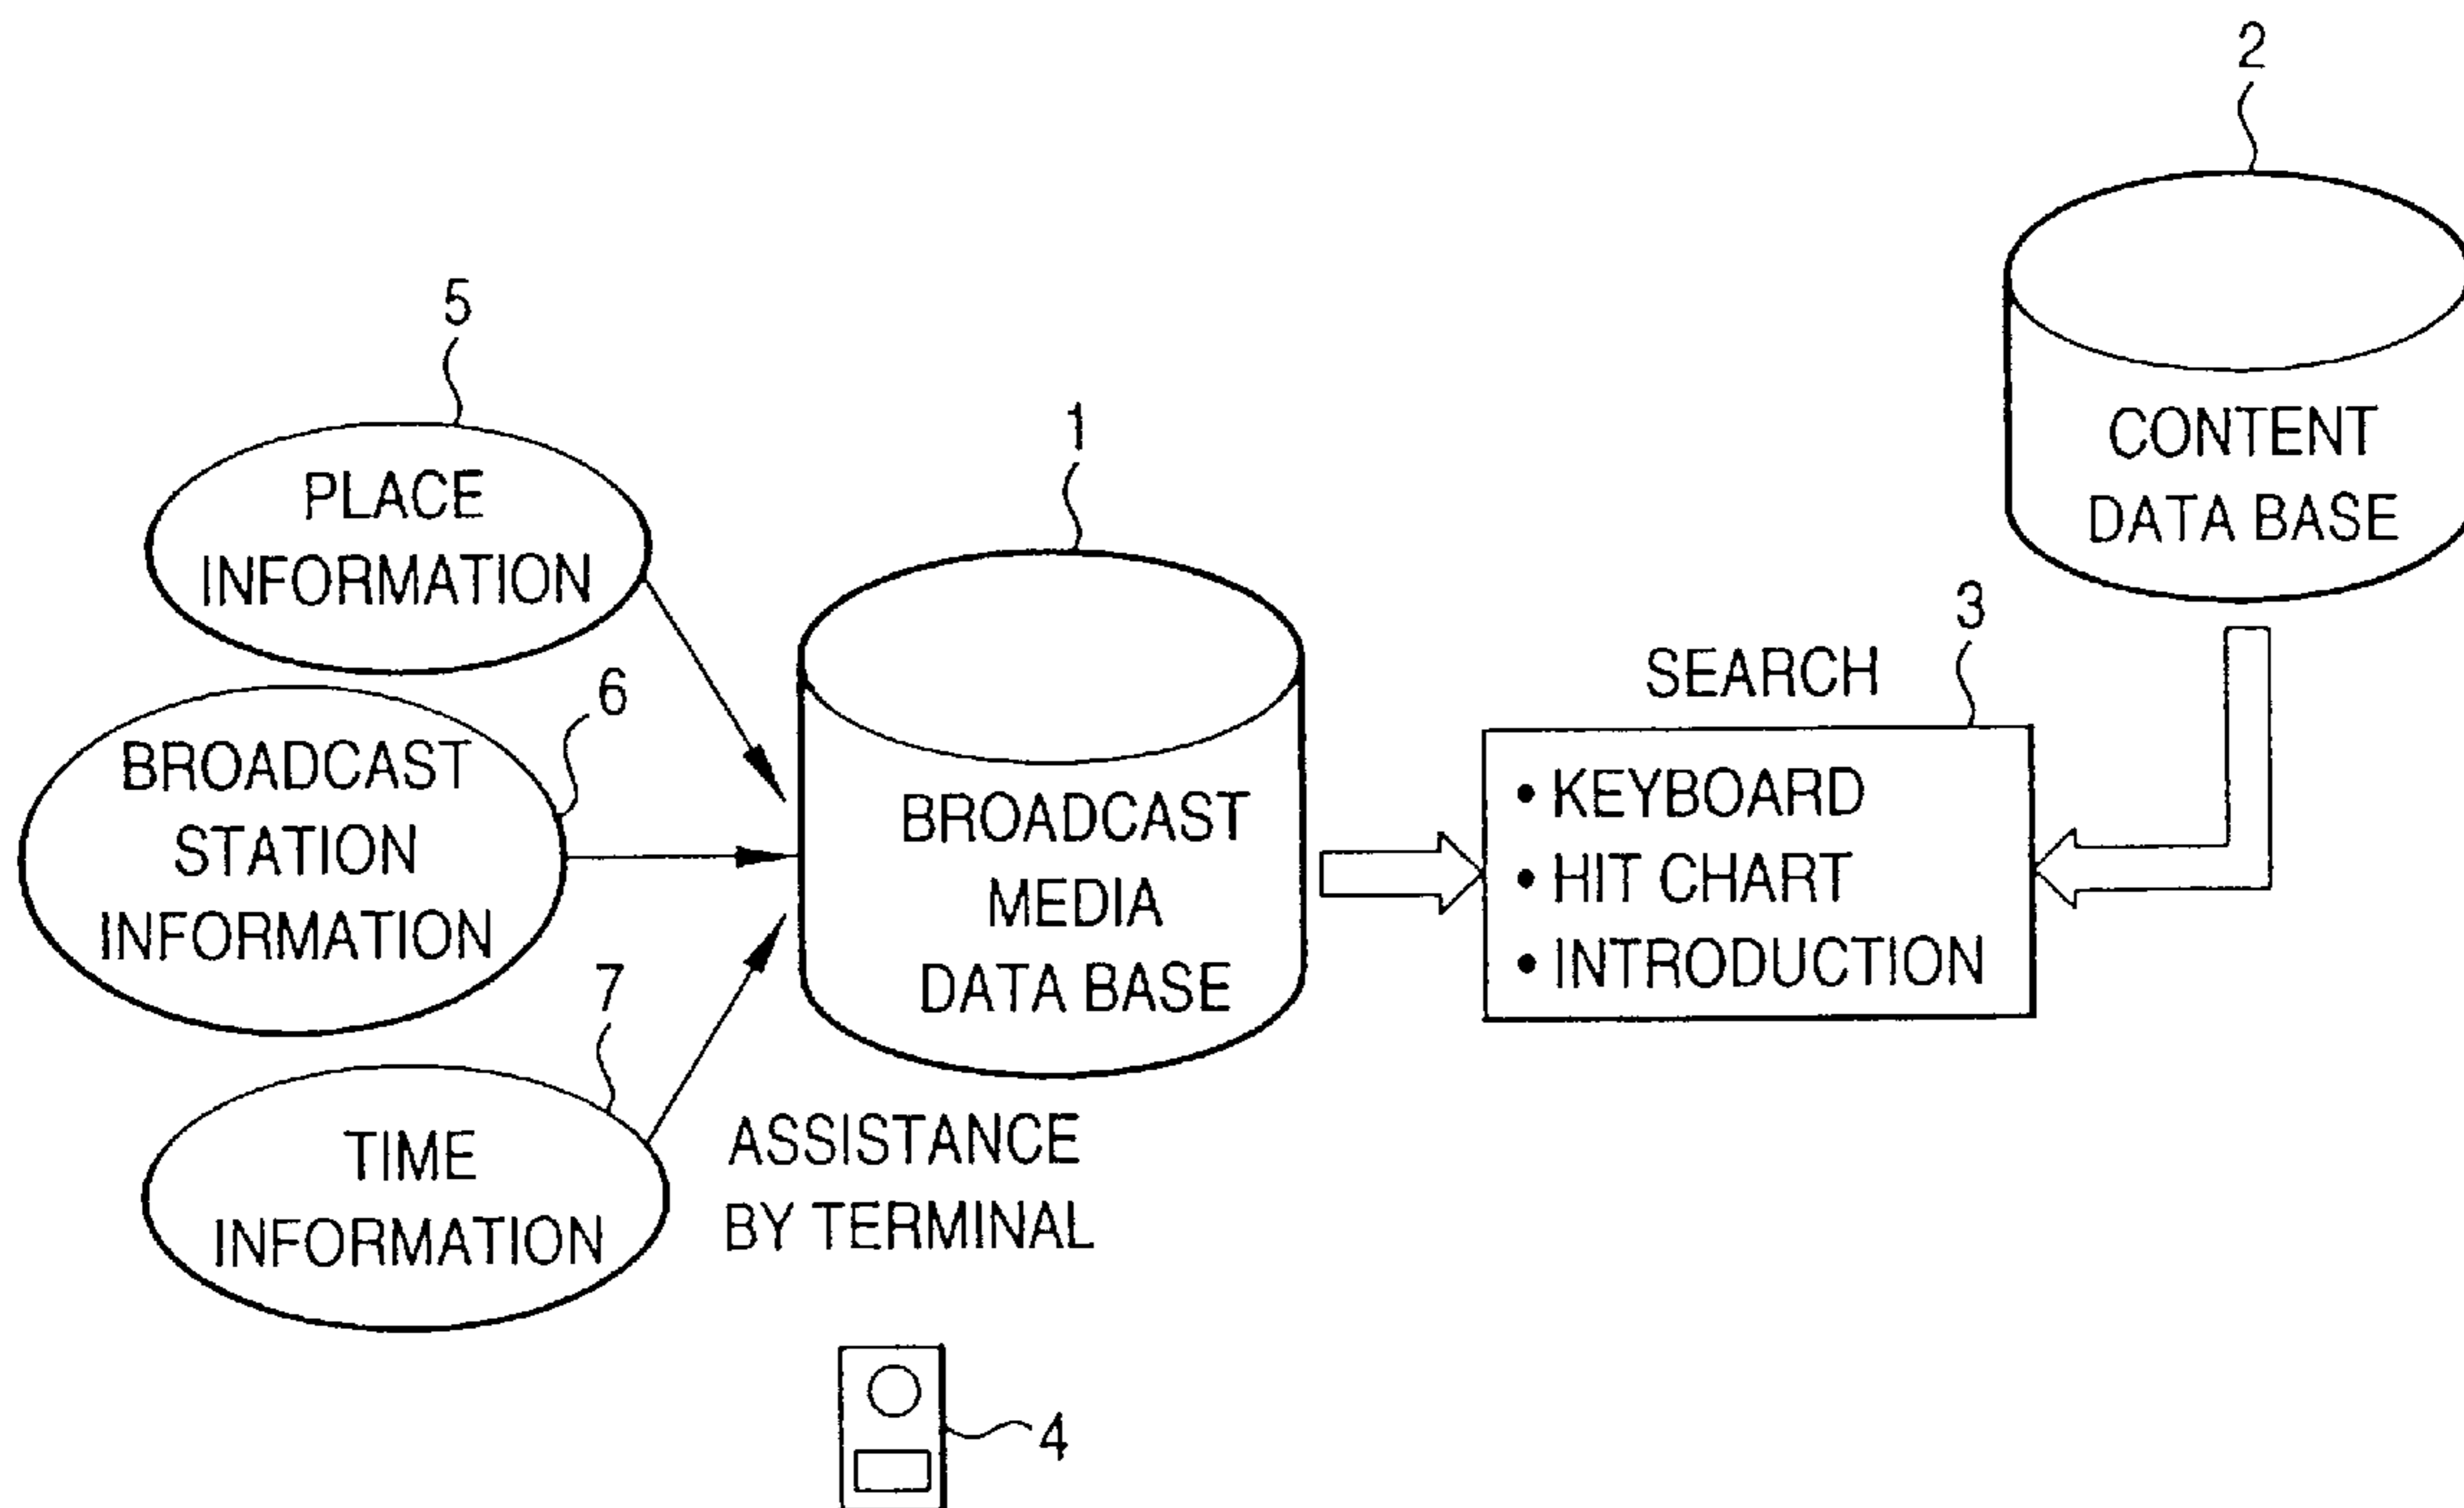 2
5
PLACE
INFORMATION
1
CONTENT
DATA BASE
6
BROADCAST
STATION
INFORMATION
BROADCAST
MEDIA
DATA BASE
3
SEARCH
• KEYBOARD
• HIT CHART
• INTRODUCTION
7
TIME
INFORMATION
ASSISTANCE
BY TERMINAL
4